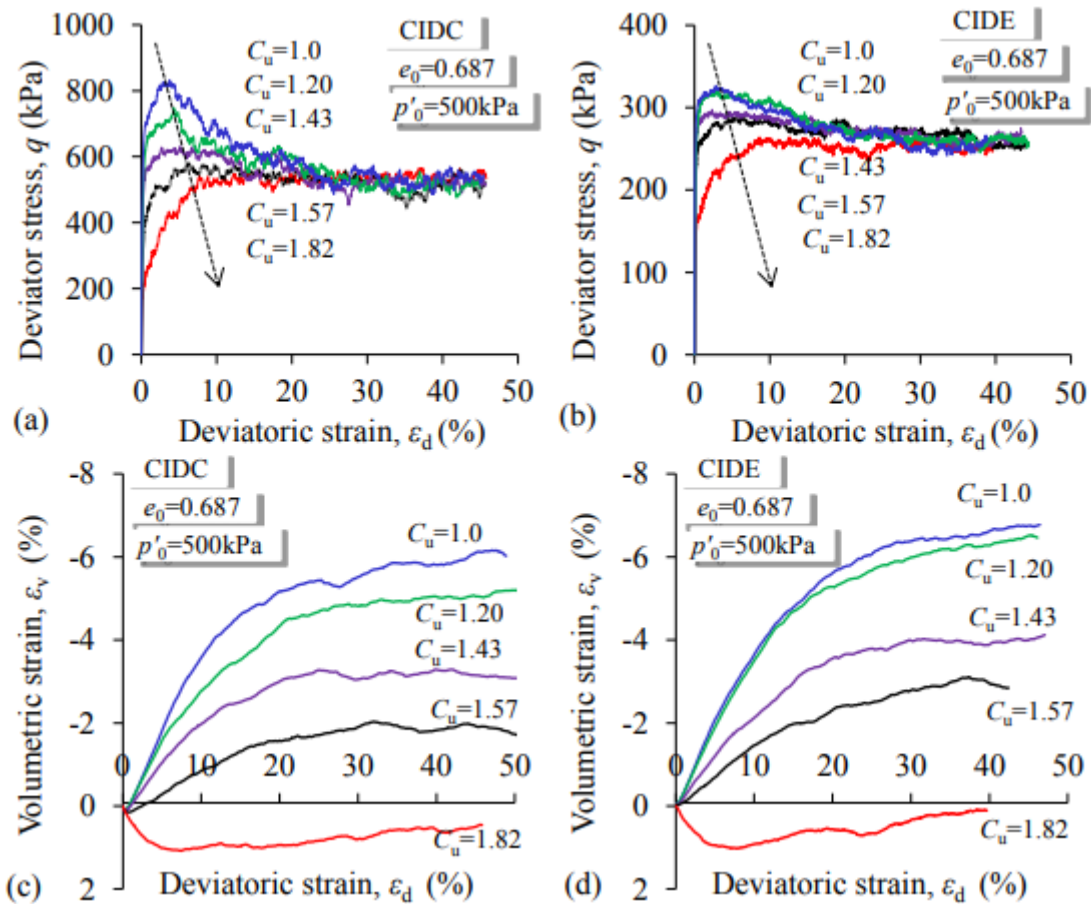 1000
800
600
400
200
0
Deviator stress, q (kPa)
Cu=1.0
Cu=1.20
Cu=1.43
Cu=1.57
Cu=1.82
CIDC
e0=0.687
p′0=500kPa
0 10 20 30 40 50
(a)
Deviatoric strain, εd (%)
400
300
200
100
0
Deviator stress, q (kPa)
Cu=1.0
Cu=1.20
Cu=1.43
Cu=1.57
Cu=1.82
CIDE
e0=0.687
p′0=500kPa
0 10 20 30 40 50
(b)
Deviatoric strain, εd (%)
-8
-6
-4
-2
0
2
Volumetric strain, εv (%)
CIDC
e0=0.687
p′0=500kPa
Cu=1.0
Cu=1.20
Cu=1.43
Cu=1.57
0 10 20 30 40 50
Cu=1.82
(c)
Deviatoric strain, εd (%)
-8
-6
-4
-2
0
2
Volumetric strain, εv (%)
CIDE
e0=0.687
p′0=500kPa
Cu=1.0
Cu=1.20
Cu=1.43
Cu=1.57
0 10 20 30 40 50
Cu=1.82
(d)
Deviatoric strain, εd (%)